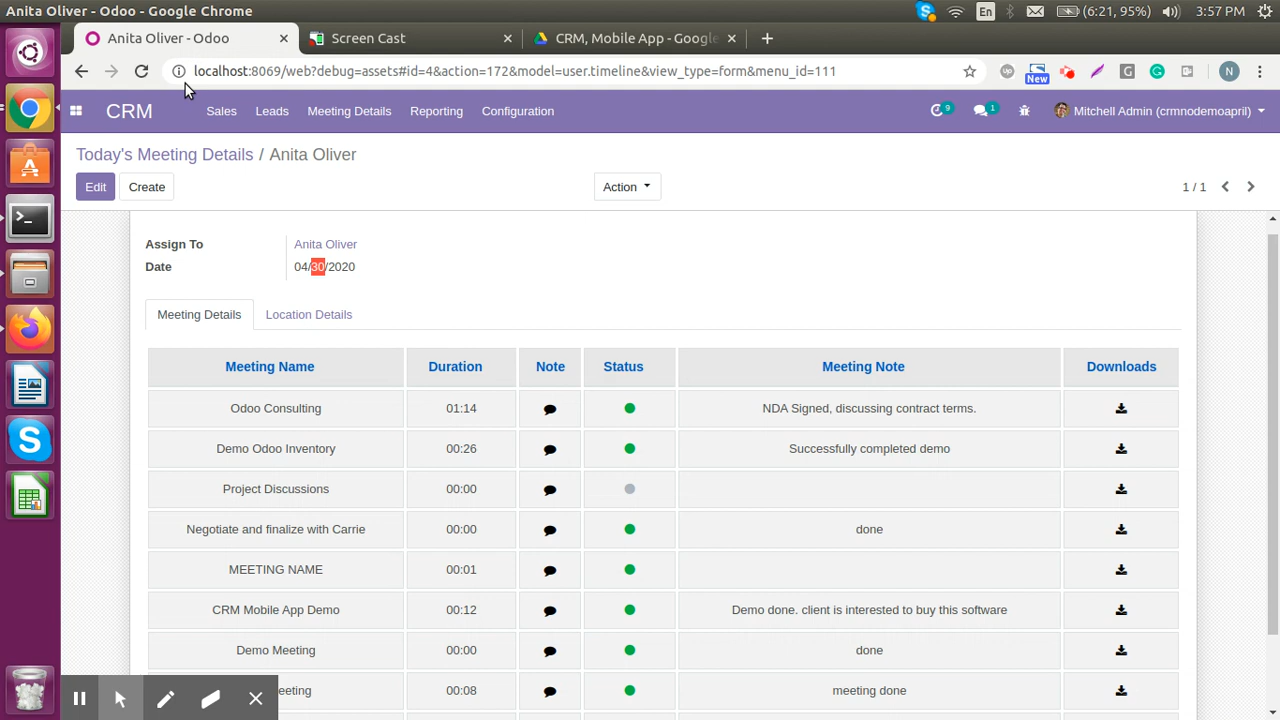 Anita Oliver - Odoo - Google Chrome
En
(6:21, 95%)
3:57 PM
Anita Oliver - Odoo
Screen Cast
CRM, Mobile App - Google
localhost:8069/web?debug=assets#id=4&action=172&model=user.timeline&view_type=form&menu_id=111
New
N
CRM
Sales
Leads
Meeting Details
Reporting
Configuration
9
1
Mitchell Admin (crmnodemoapril)
Today's Meeting Details / Anita Oliver
Edit
Create
Action
1 / 1
Assign To Anita Oliver
Date 04/30/2020
Meeting Details
Location Details
Meeting Name Duration Note Status Meeting Note Downloads
Odoo Consulting 01:14 NDA Signed, discussing contract terms.
Demo Odoo Inventory 00:26 Successfully completed demo
Project Discussions 00:00
Negotiate and finalize with Carrie 00:00 done
MEETING NAME 00:01
CRM Mobile App Demo 00:12 Demo done. client is interested to buy this software
Demo Meeting 00:00 done
eeting 00:08 meeting done